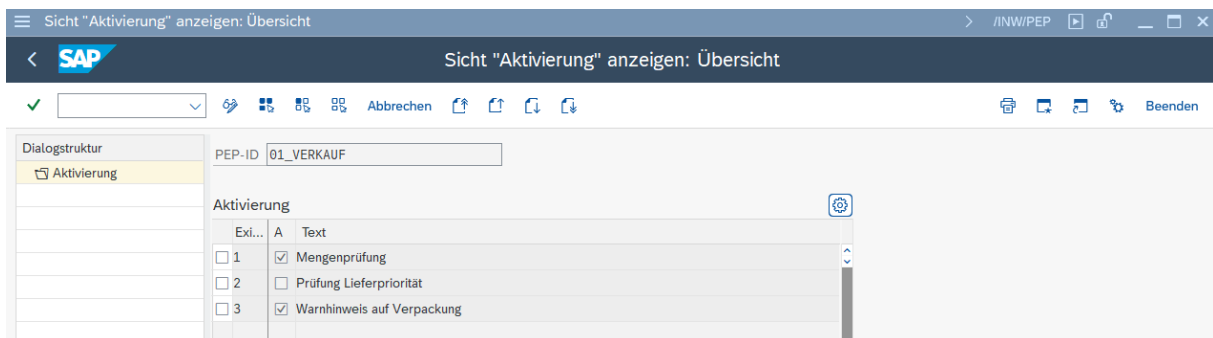 Sicht "Aktivierung" anzeigen: Übersicht
/INW/PEP
SAP
Sicht "Aktivierung" anzeigen: Übersicht
Abbrechen
Beenden
Dialogstruktur
Aktivierung
PEP-ID 01_VERKAUF
Aktivierung
Exi... A Text
1 Mengenprüfung
2 Prüfung Lieferpriorität
3 Warnhinweis auf Verpackung